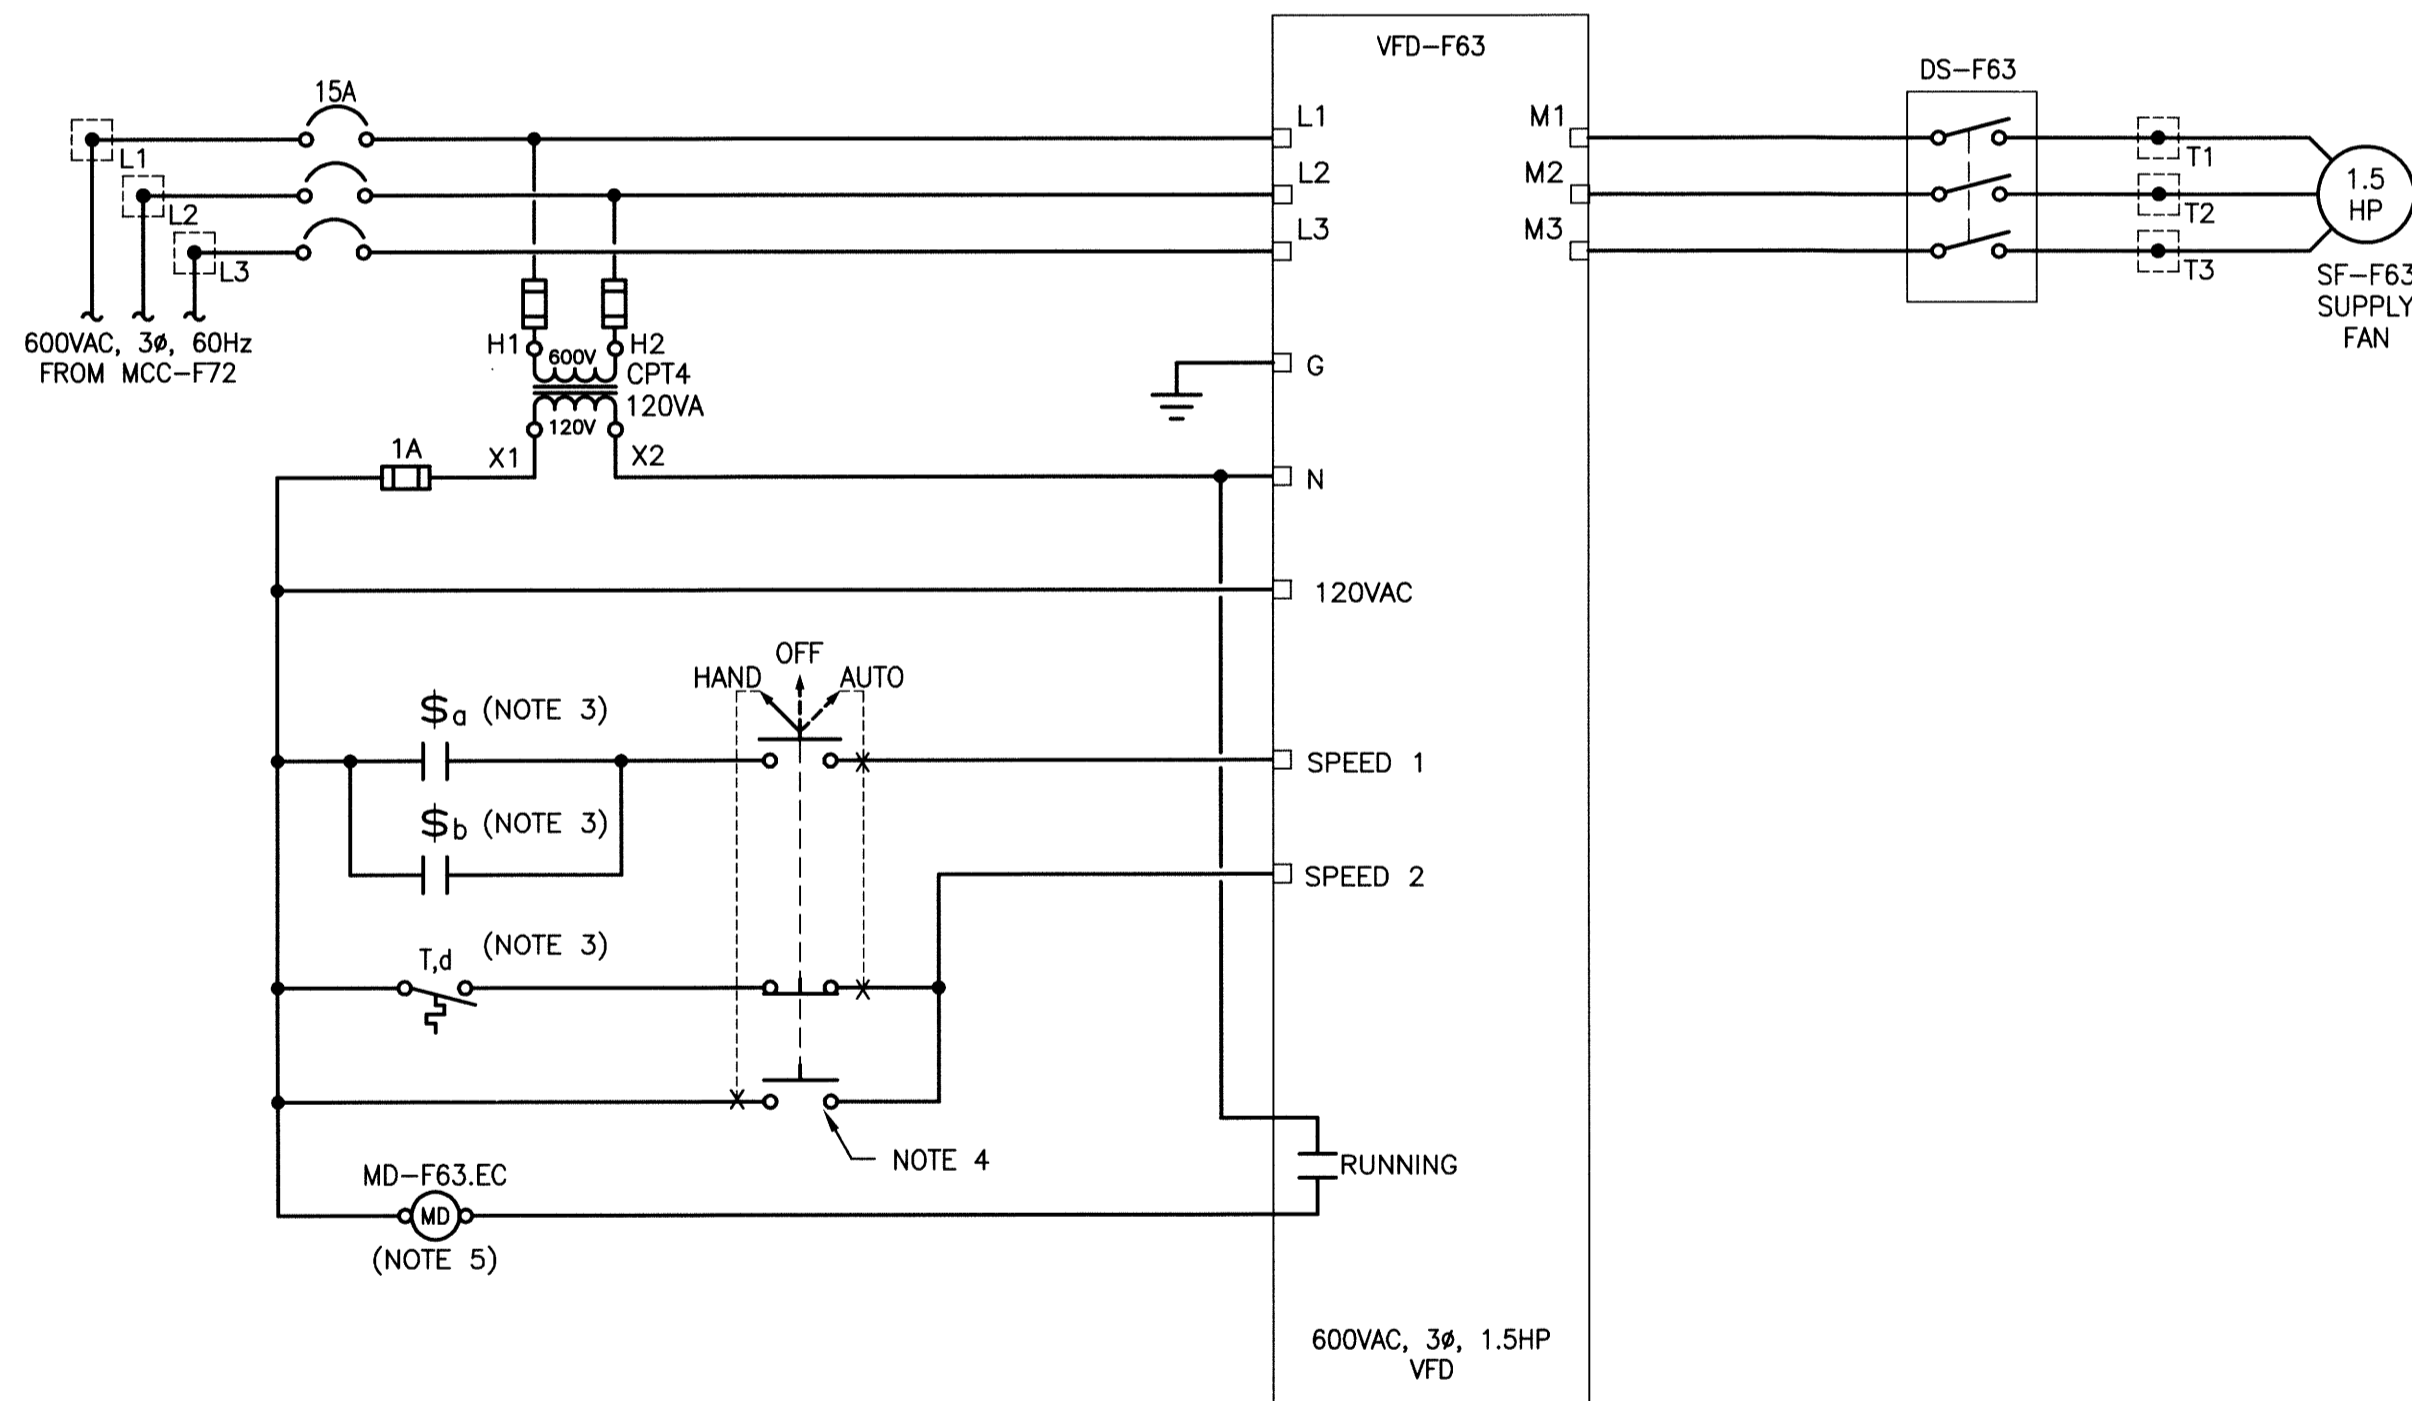 VFD-F63
DS-F63
15A
L1
L2
L3
600VAC, 3ø, 60Hz
FROM MCC-F72
L1
L2
L3
M1
M2
M3
T1
T2
T3
1.5
HP
SF-F63
SUPPLY
FAN
H1
H2
600V
CPT4
120VA
120V
X1
X2
1A
G
N
120VAC
OFF
HAND
AUTO
$a (NOTE 3)
SPEED 1
$b (NOTE 3)
SPEED 2
T,d (NOTE 3)
NOTE 4
RUNNING
MD-F63.EC
MD
(NOTE 5)
600VAC, 3ø, 1.5HP
VFD